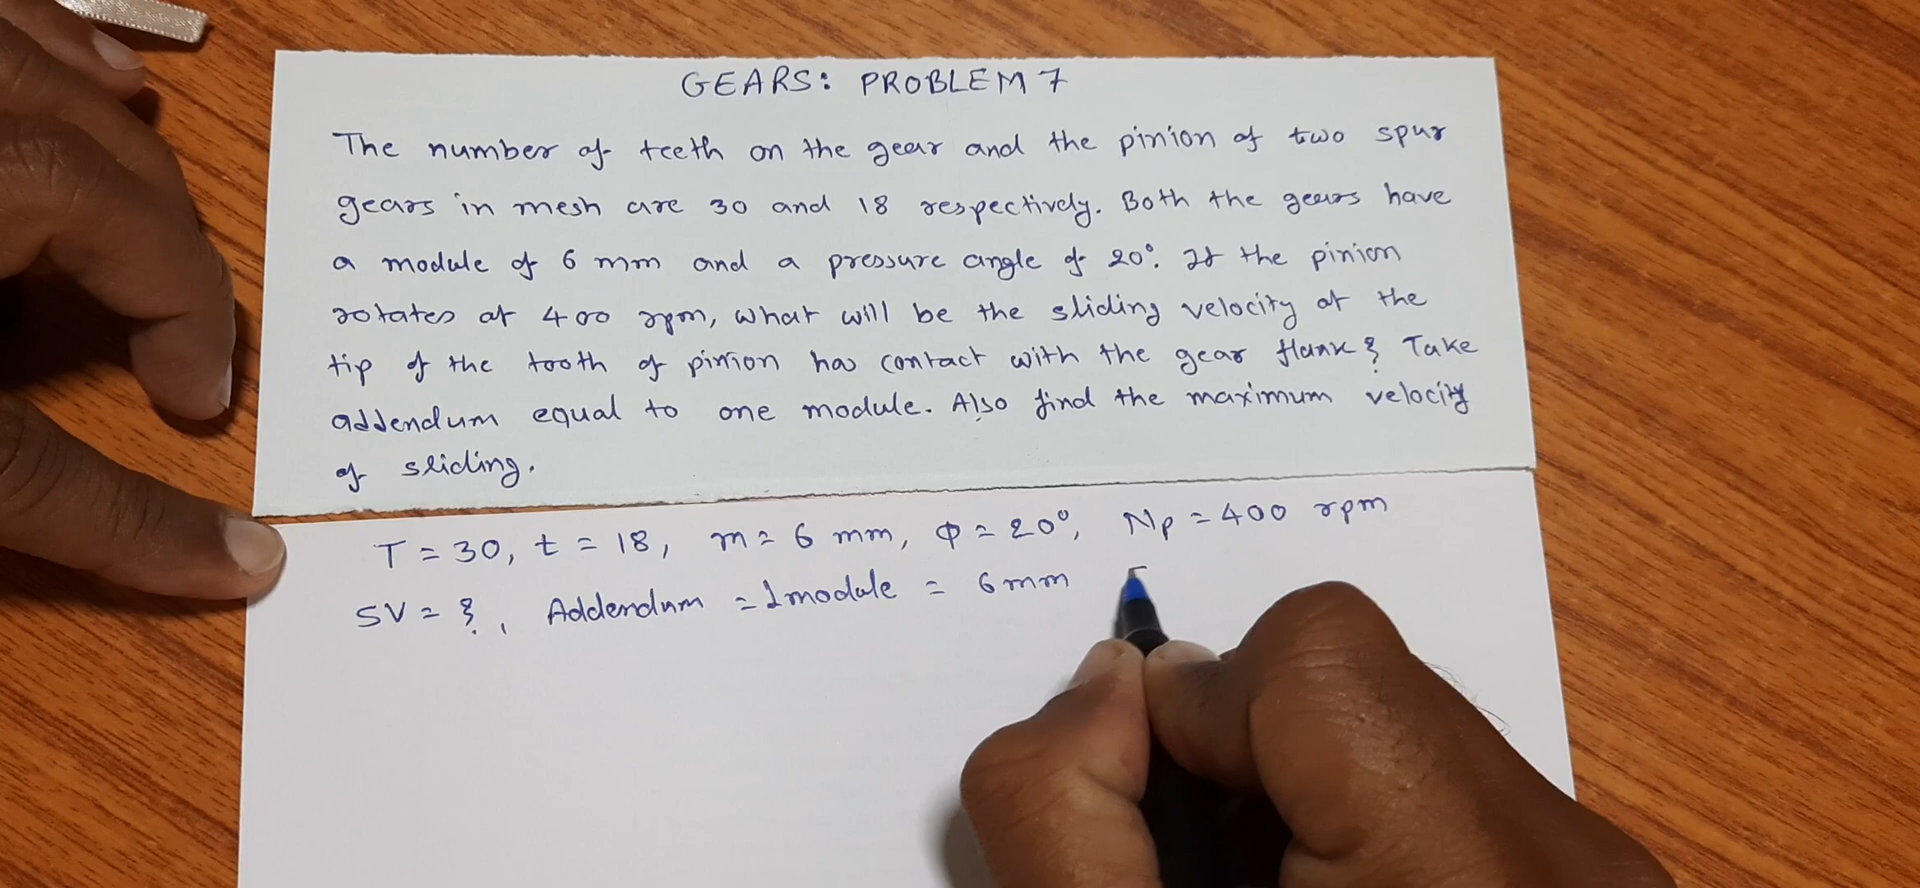 GEARS: PROBLEM 7
The number of teeth on the gear and the pinion of two spur
gears in mesh are 30 and 18 respectively. Both the gears have
a module of 6 mm and a pressure angle of 20°. If the pinion
rotates at 400 rpm, what will be the sliding velocity at the
tip of the tooth of pinion has contact with the gear flank? Take
addendum equal to one module. Also find the maximum velocity
of sliding.
T = 30, t = 18, m = 6 mm, Φ = 20°, Np = 400 rpm
SV = ?, Addendum = 1 module = 6 mm